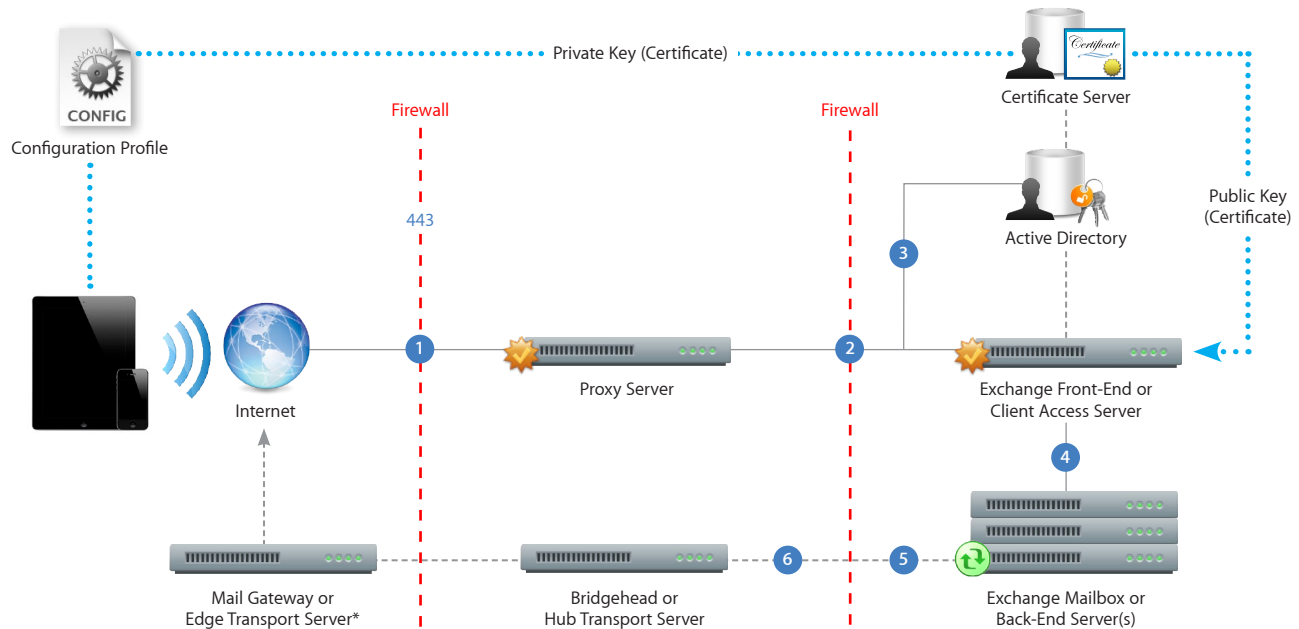 Private Key (Certificate)
Certificate
CONFIG
Configuration Profile
Certificate Server
Firewall
Firewall
443
Public Key
(Certificate)
Active Directory
3
1
2
Proxy Server
Internet
Exchange Front-End or
Client Access Server
4
6
5
Mail Gateway or
Edge Transport Server*
Bridgehead or
Hub Transport Server
Exchange Mailbox or
Back-End Server(s)